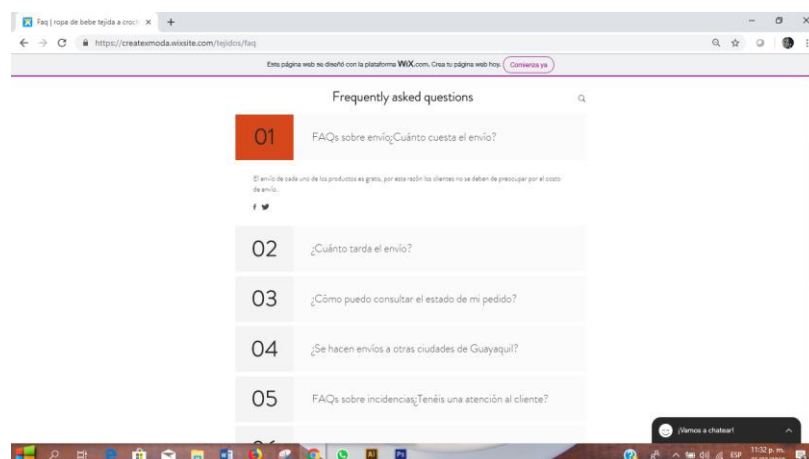 Faq | ropa de bebe tejida a croch
https://createxmoda.wixsite.com/tejidos/faq
Esta página web se diseñó con la plataforma WiX.com. Crea tu página web hoy. Comienza ya
Frequently asked questions
01 FAQs sobre envío¿Cuánto cuesta el envío?
El envío de cada uno de los productos es gratis, por esta razón los clientes no se deben de preocupar por el costo
de envío.
02 ¿Cuánto tarda el envío?
03 ¿Cómo puedo consultar el estado de mi pedido?
04 ¿Se hacen envíos a otras ciudades de Guayaquil?
05 FAQs sobre incidencias¿Tenéis una atención al cliente?
¡Vamos a chatear!
Ai Ps ESP 11:32 p. m.